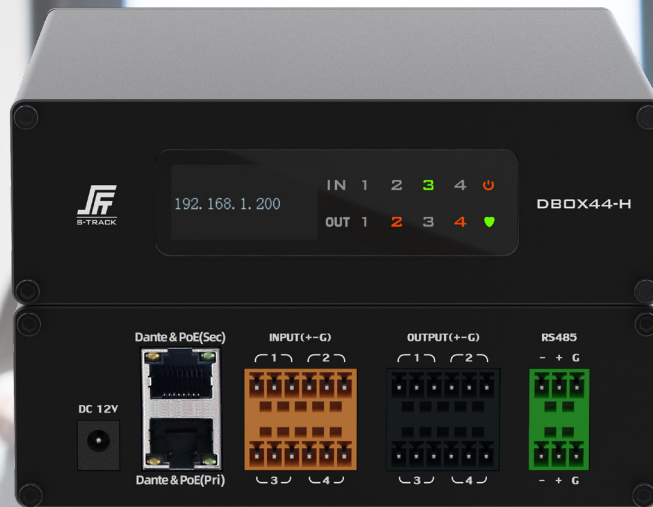 S-TRACK
192.168.1.200
IN 1 2 3 4
OUT 1 2 3 4
DBOX44-H
Dante & PoE(Sec)
INPUT(+-G)
OUTPUT(+-G)
RS485
1 2
1 2
- + G
DC 12V
Dante & PoE(Pri)
3 4
3 4
- + G